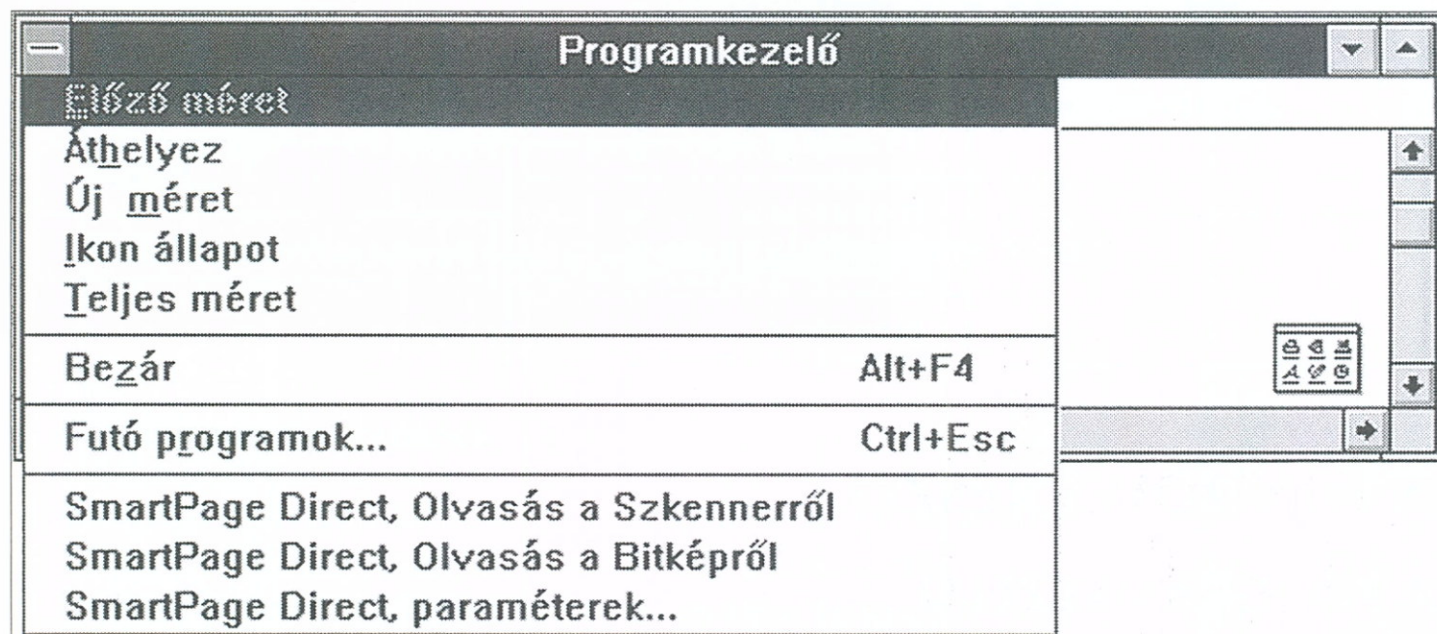 Programkezelő
Előző méret
Áthelyez
Új méret
Ikon állapot
Teljes méret
Bezár Alt+F4
Futó programok... Ctrl+Esc
SmartPage Direct, Olvasás a Szkennerről
SmartPage Direct, Olvasás a Bitképről
SmartPage Direct, paraméterek...